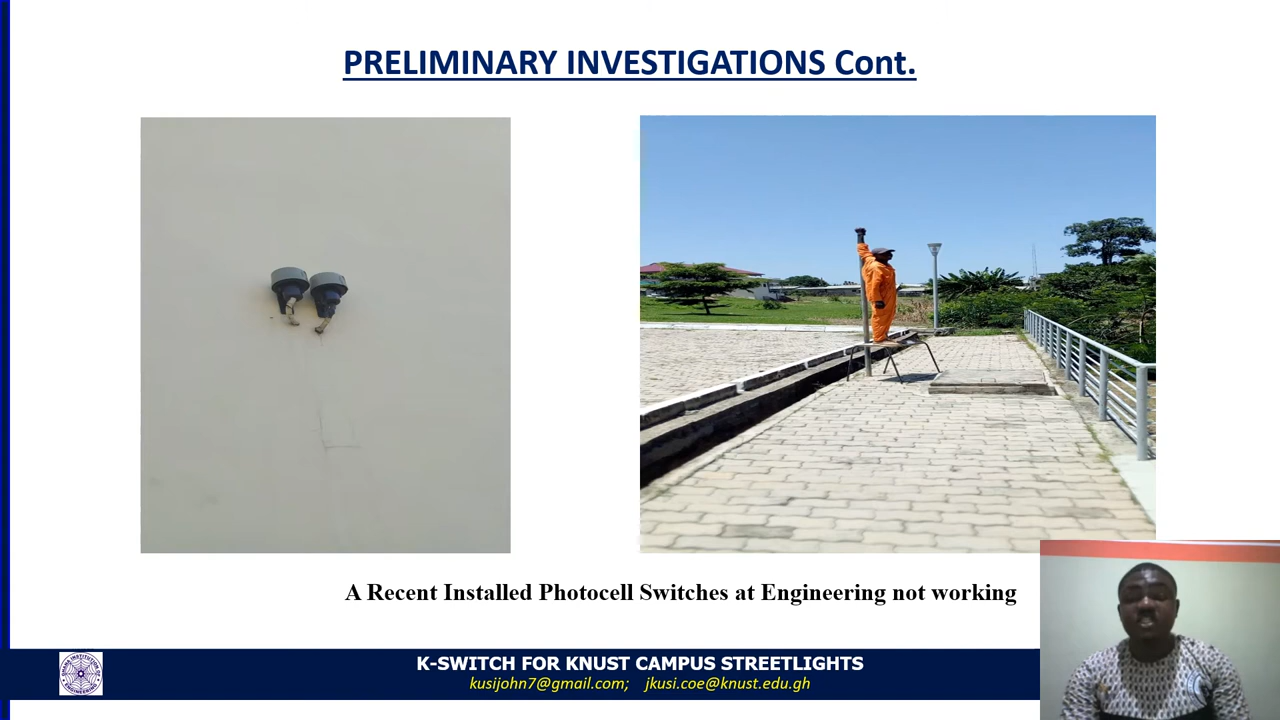 PRELIMINARY INVESTIGATIONS Cont.
A Recent Installed Photocell Switches at Engineering not working
K-SWITCH FOR KNUST CAMPUS STREETLIGHTS
kusijohn7@gmail.com; jkusi.coe@knust.edu.gh